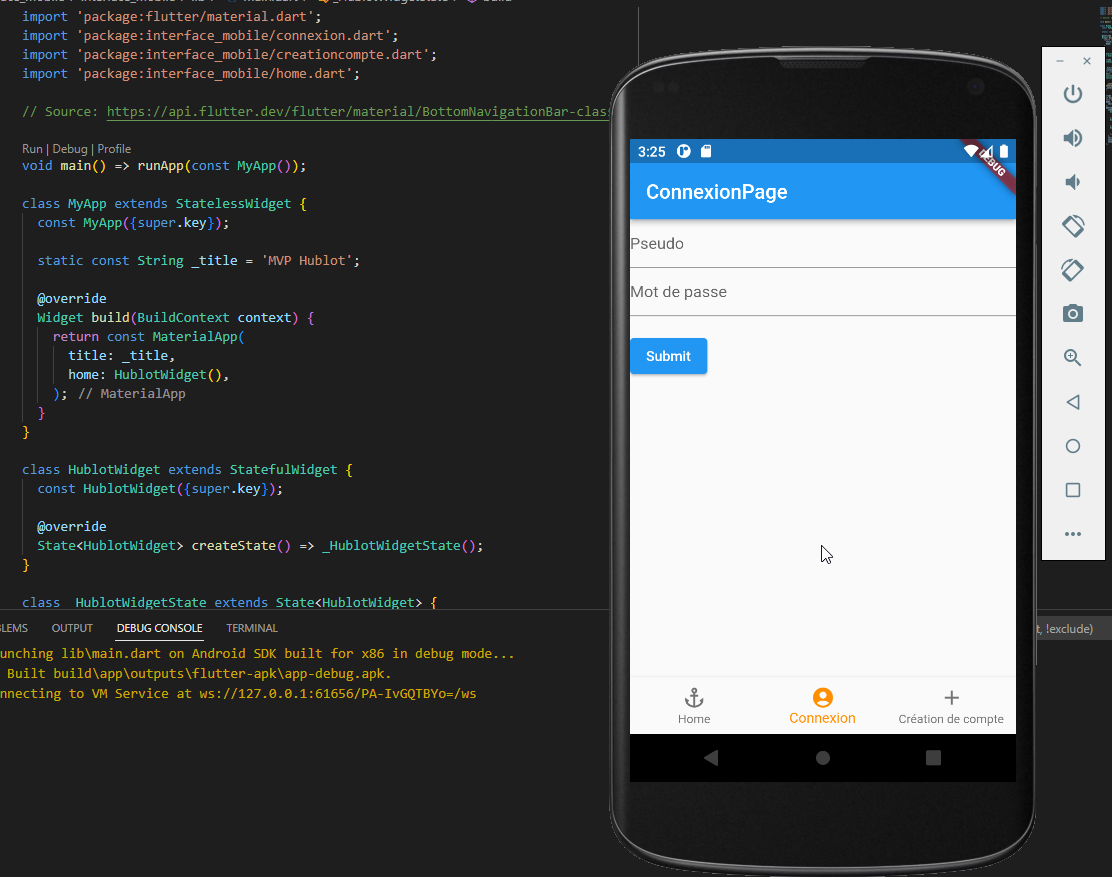 import 'package:flutter/material.dart';
import 'package:interface_mobile/connexion.dart';
import 'package:interface_mobile/creationcompte.dart';
import 'package:interface_mobile/home.dart';
// Source: https://api.flutter.dev/flutter/material/BottomNavigationBar-clas
Run | Debug | Profile
void main() => runApp(const MyApp());
class MyApp extends StatelessWidget {
const MyApp({super.key});
static const String _title = 'MVP Hublot';
@override
Widget build(BuildContext context) {
return const MaterialApp(
title: _title,
home: HublotWidget(),
); // MaterialApp
}
}
class HublotWidget extends StatefulWidget {
const HublotWidget({super.key});
@override
State<HublotWidget> createState() => _HublotWidgetState();
}
class _HublotWidgetState extends State<HublotWidget> {
BLEMS OUTPUT DEBUG CONSOLE TERMINAL
t, !exclude)
unching lib\main.dart on Android SDK built for x86 in debug mode...
Built build\app\outputs\flutter-apk\app-debug.apk.
nnecting to VM Service at ws://127.0.0.1:61656/PA-IvGQTBYo=/ws
3:25
DEBUG
ConnexionPage
Pseudo
Mot de passe
Submit
Home
Connexion
Création de compte